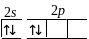 2s 2p
⇅ ⇅